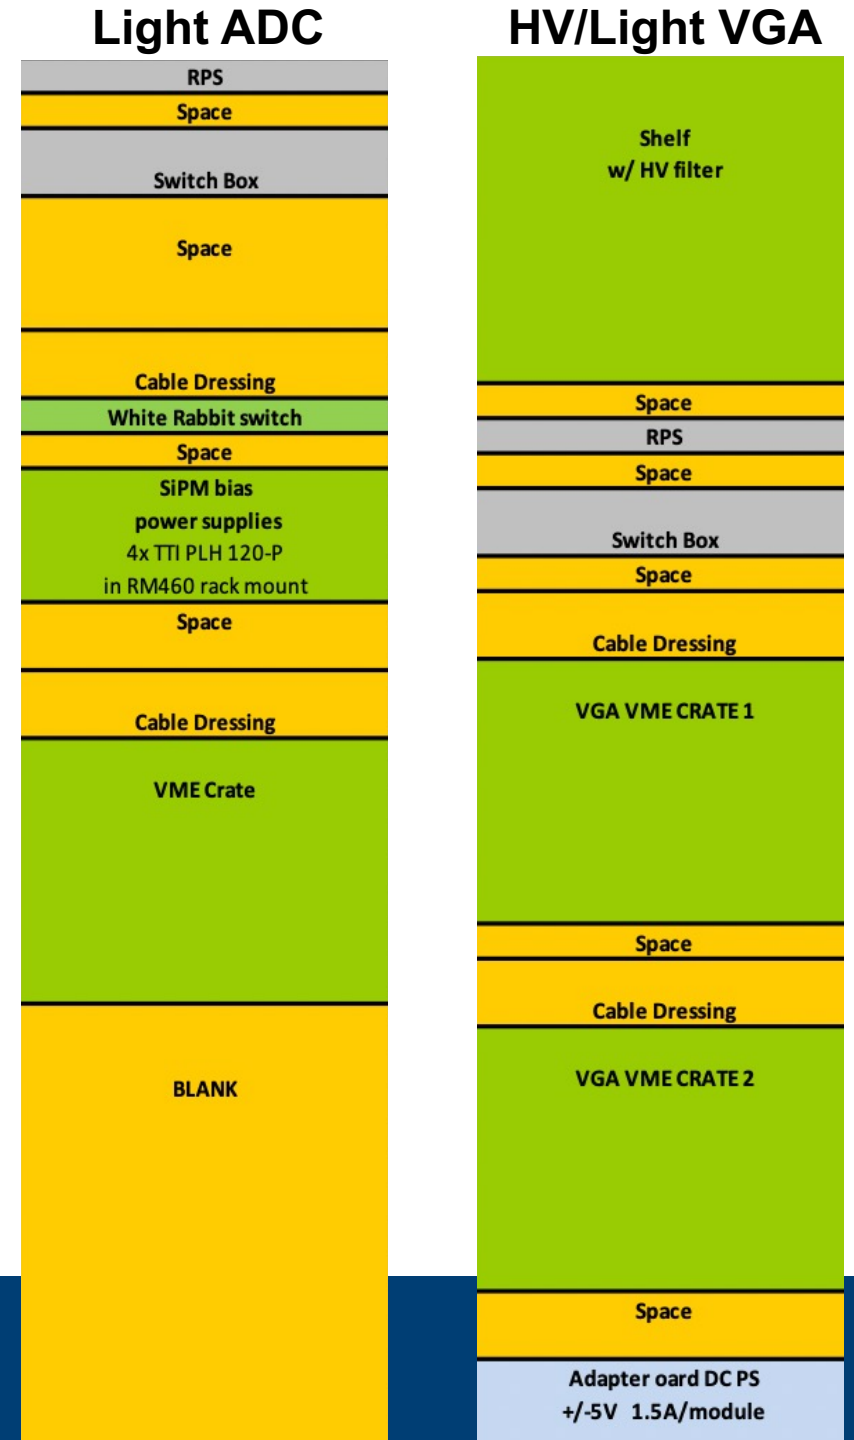 Light ADC
RPS
Space
Switch Box
Space
Cable Dressing
White Rabbit switch
Space
SiPM bias
power supplies
4x TTI PLH 120-P
in RM460 rack mount
Space
Cable Dressing
VME Crate
BLANK
HV/Light VGA
Shelf
w/ HV filter
Space
RPS
Space
Switch Box
Space
Cable Dressing
VGA VME CRATE 1
Space
Cable Dressing
VGA VME CRATE 2
Space
Adapter oard DC PS
+/-5V 1.5A/module